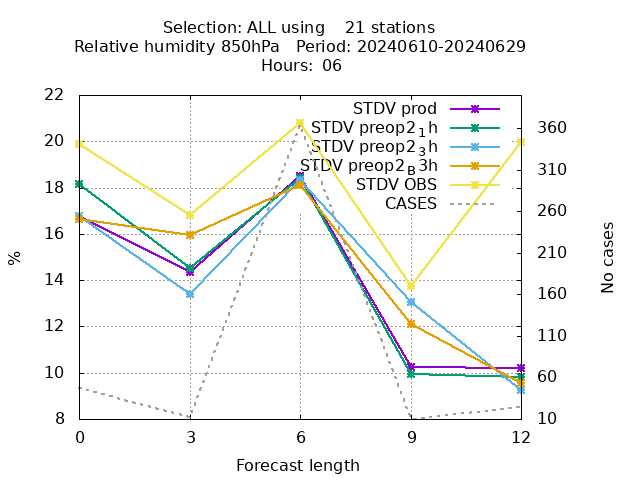 Selection: ALL using 21 stations
Relative humidity 850hPa Period: 20240610-20240629
Hours: 06
STDV prod
STDV preop2₁h
STDV preop2₃h
STDV preop2_B3h
STDV OBS
CASES
%
22
20
18
16
14
12
10
8
360
310
260
210
160
110
60
10
No cases
0 3 6 9 12
Forecast length